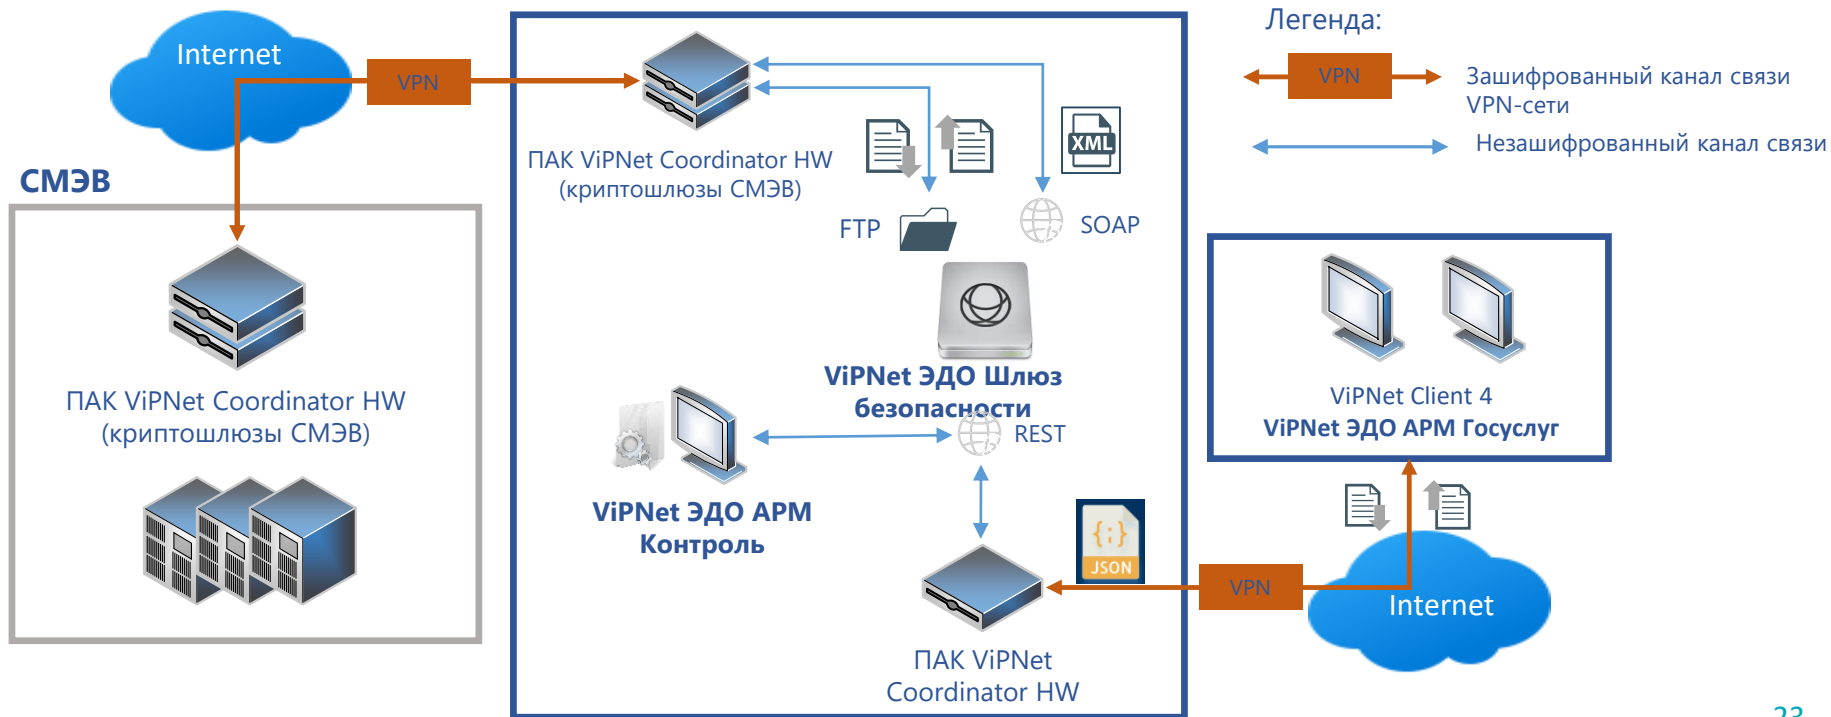 Internet
VPN
СМЭВ
ПАК ViPNet Coordinator HW
(криптошлюзы СМЭВ)
ПАК ViPNet Coordinator HW
(криптошлюзы СМЭВ)
XML
FTP
SOAP
ViPNet ЭДО Шлюз
безопасности
REST
ViPNet ЭДО АРМ
Контроль
{;}
JSON
ПАК ViPNet
Coordinator HW
VPN
Internet
ViPNet Client 4
ViPNet ЭДО АРМ Госуслуг
Легенда:
VPN
Зашифрованный канал связи
VPN-сети
Незашифрованный канал связи
23